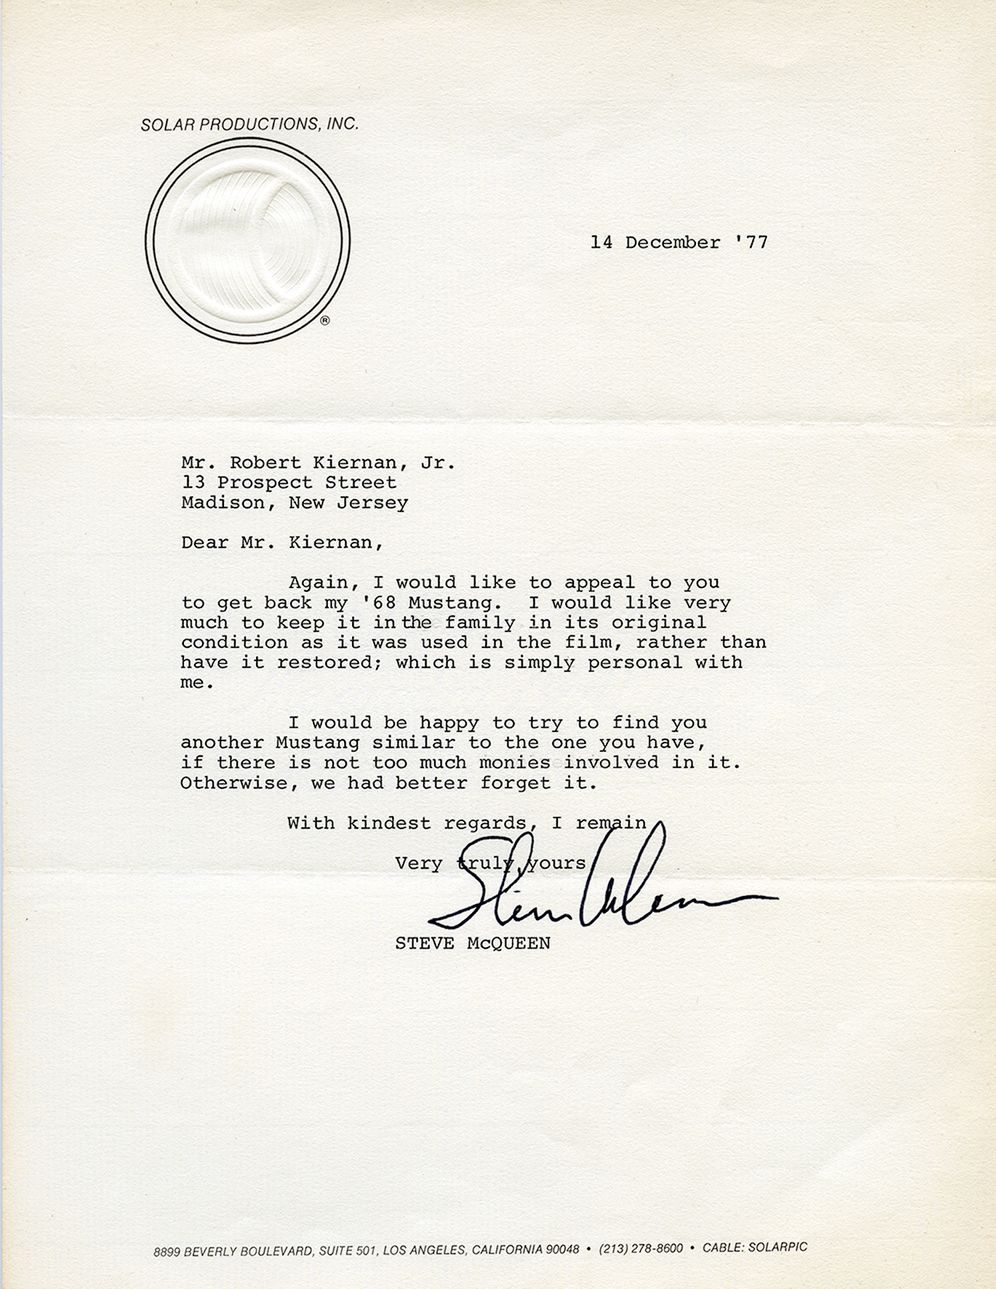 SOLAR PRODUCTIONS, INC.
®
14 December '77
Mr. Robert Kiernan, Jr.
13 Prospect Street
Madison, New Jersey
Dear Mr. Kiernan,
Again, I would like to appeal to you
to get back my '68 Mustang. I would like very
much to keep it in the family in its original
condition as it was used in the film, rather than
have it restored; which is simply personal with
me.
I would be happy to try to find you
another Mustang similar to the one you have,
if there is not too much monies involved in it.
Otherwise, we had better forget it.
With kindest regards, I remain
Very truly yours
Steve McQueen
STEVE McQUEEN
8899 BEVERLY BOULEVARD, SUITE 501, LOS ANGELES, CALIFORNIA 90048 • (213) 278-8600 • CABLE: SOLARPIC